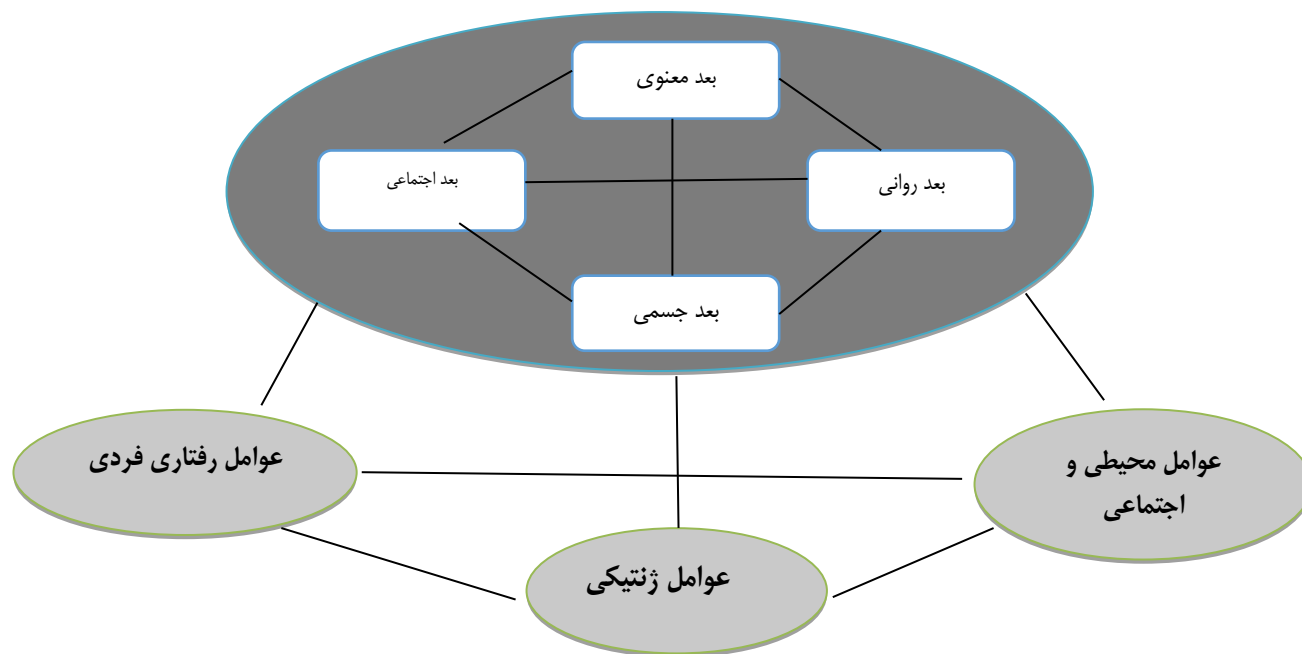 بعد معنوی
بعد روانی
بعد اجتماعی
بعد جسمی
عوامل محیطی و
اجتماعی
عوامل رفتاری فردی
عوامل ژنتیکی